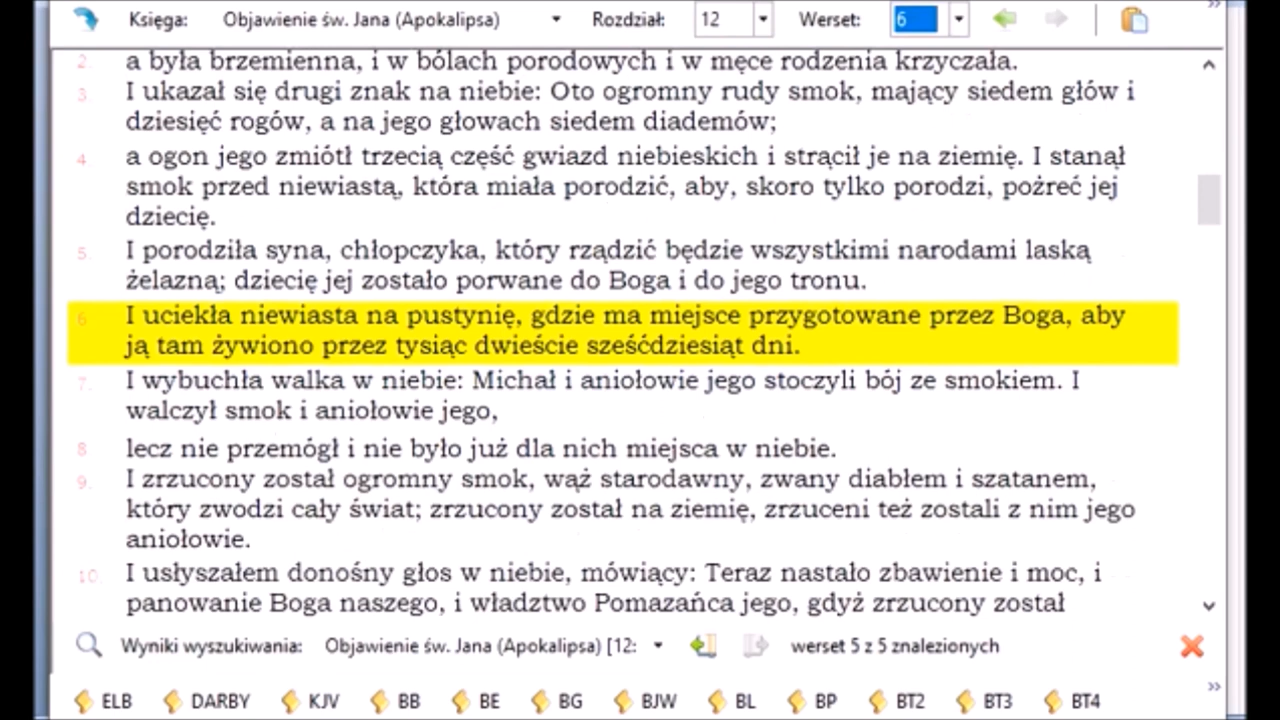 Księga: Objawienie św. Jana (Apokalipsa) Rozdział: 12 Werset: 6
2. a była brzemienna, i w bólach porodowych i w męce rodzenia krzyczała.
3. I ukazał się drugi znak na niebie: Oto ogromny rudy smok, mający siedem głów i
dziesięć rogów, a na jego głowach siedem diademów;
4. a ogon jego zmiótł trzecią część gwiazd niebieskich i strącił je na ziemię. I stanął
smok przed niewiastą, która miała porodzić, aby, skoro tylko porodzi, pożreć jej
dziecię.
5. I porodziła syna, chłopczyka, który rządzić będzie wszystkimi narodami laską
żelazną; dziecię jej zostało porwane do Boga i do jego tronu.
6. I uciekła niewiasta na pustynię, gdzie ma miejsce przygotowane przez Boga, aby
ją tam żywiono przez tysiąc dwieście sześćdziesiąt dni.
7. I wybuchła walka w niebie: Michał i aniołowie jego stoczyli bój ze smokiem. I
walczył smok i aniołowie jego,
8. lecz nie przemógł i nie było już dla nich miejsca w niebie.
9. I zrzucony został ogromny smok, wąż starodawny, zwany diabłem i szatanem,
który zwodzi cały świat; zrzucony został na ziemię, zrzuceni też zostali z nim jego
aniołowie.
10. I usłyszałem donośny głos w niebie, mówiący: Teraz nastało zbawienie i moc, i
panowanie Boga naszego, i władztwo Pomazańca jego, gdyż zrzucony został
Wyniki wyszukiwania: Objawienie św. Jana (Apokalipsa) [12: werset 5 z 5 znalezionych
ELB DARBY KJV BB BE BG BJW BL BP BT2 BT3 BT4